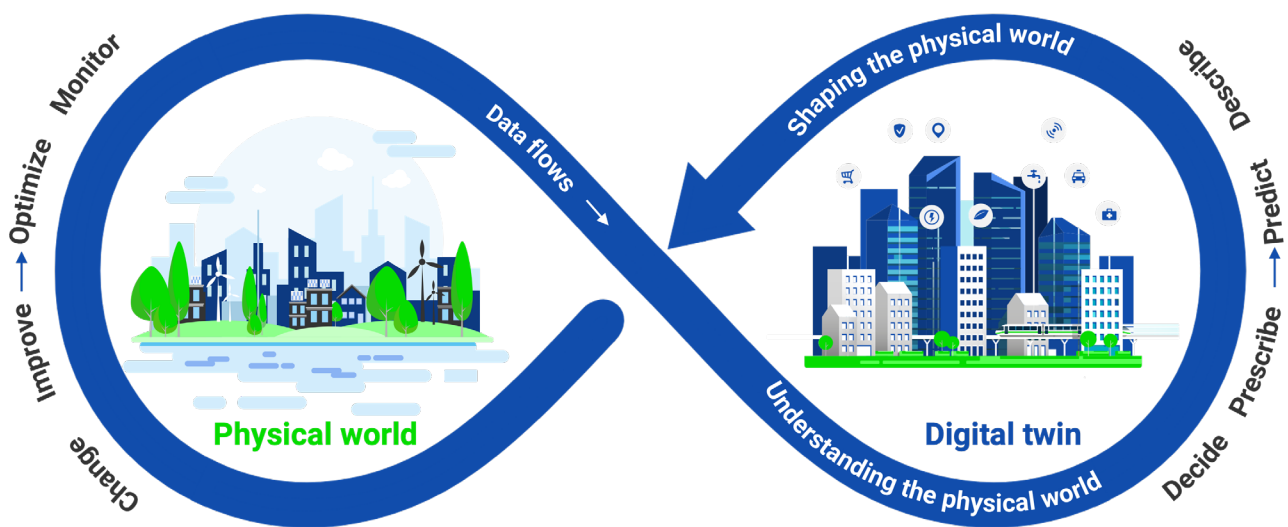 Monitor
Optimize
Improve
Change
Physical world
Data flows
Shaping the physical world
Understanding the physical world
Digital twin
Describe
Predict
Prescribe
Decide